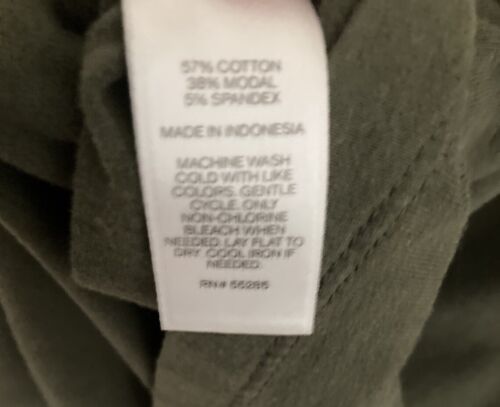 57% COTTON
38% MODAL
5% SPANDEX
MADE IN INDONESIA
MACHINE WASH
COLD WITH LIKE
COLORS. GENTLE
CYCLE. ONLY
NON-CHLORINE
BLEACH WHEN
NEEDED. LAY FLAT TO
DRY. COOL IRON IF
NEEDED.
RN# 55285